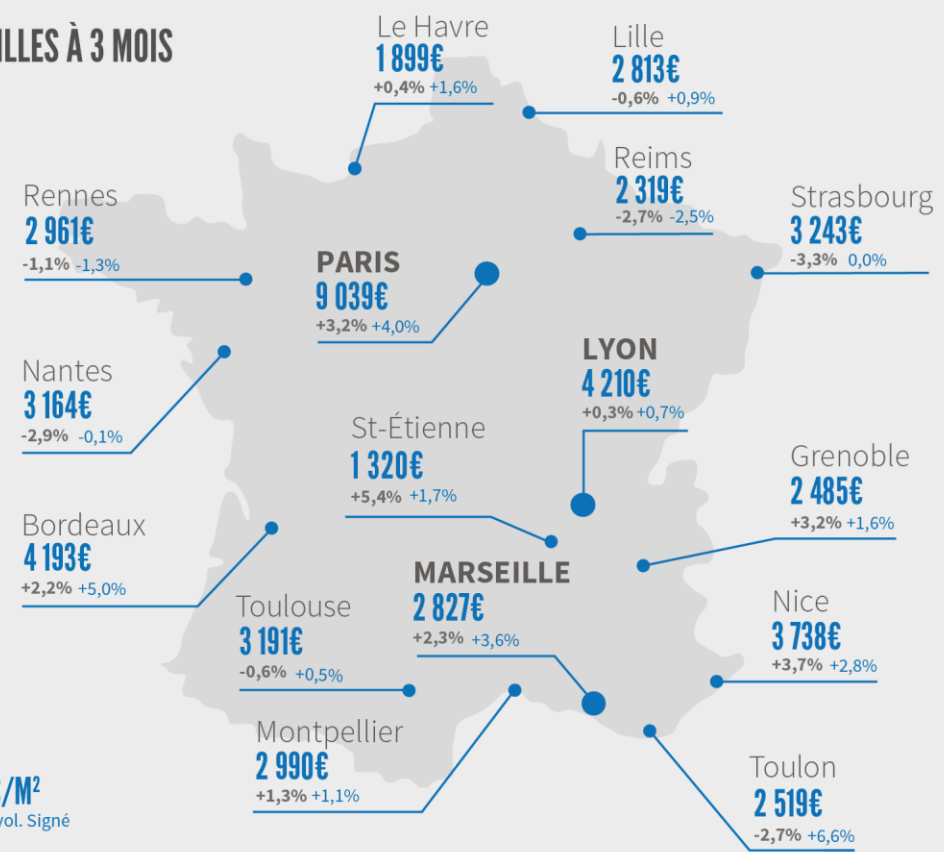 À 3 MOIS
Le Havre
1 899€
+0,4% +1,6%
Lille
2 813€
-0,6% +0,9%
Reims
2 319€
-2,7% -2,5%
Strasbourg
3 243€
-3,3% 0,0%
Rennes
2 961€
-1,1% -1,3%
PARIS
9 039€
+3,2% +4,0%
LYON
4 210€
+0,3% +0,7%
Nantes
3 164€
-2,9% -0,1%
St-Étienne
1 320€
+5,4% +1,7%
Grenoble
2 485€
+3,2% +1,6%
Bordeaux
4 193€
+2,2% +5,0%
MARSEILLE
2 827€
+2,3% +3,6%
Toulouse
3 191€
-0,6% +0,5%
Nice
3 738€
+3,7% +2,8%
Montpellier
2 990€
+1,3% +1,1%
Toulon
2 519€
-2,7% +6,6%
/M²
vol. Signé